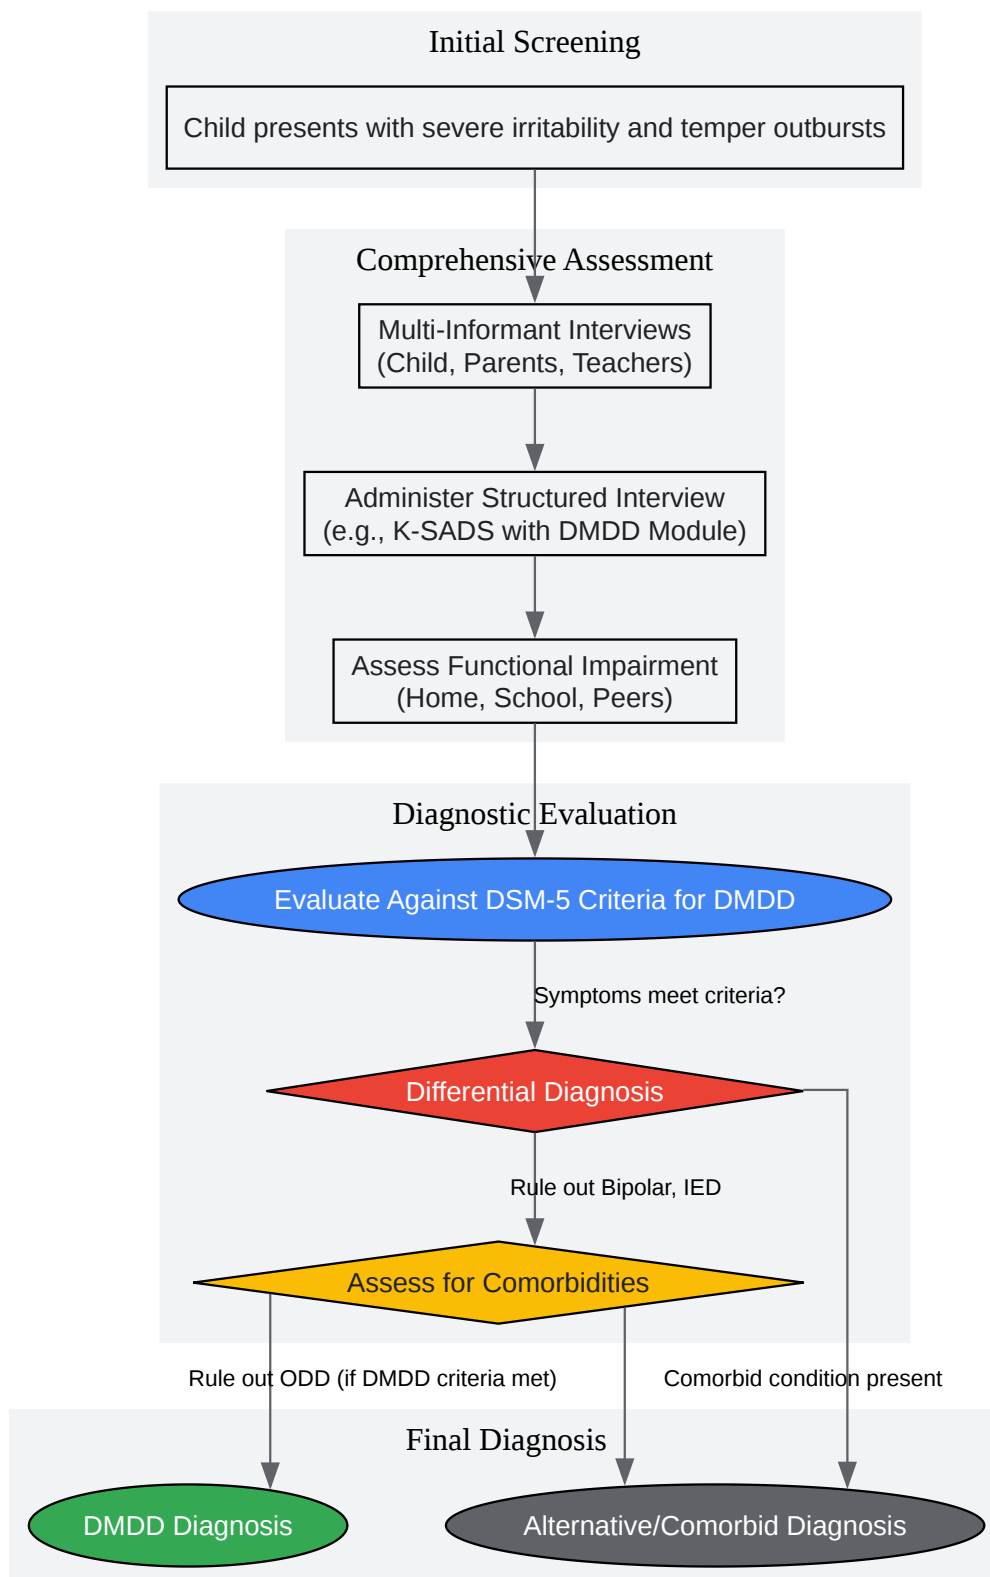 Initial Screening
Child presents with severe irritability and temper outbursts
Comprehensive Assessment
Multi-Informant Interviews
(Child, Parents, Teachers)
Administer Structured Interview
(e.g., K-SADS with DMDD Module)
Assess Functional Impairment
(Home, School, Peers)
Diagnostic Evaluation
Evaluate Against DSM-5 Criteria for DMDD
Symptoms meet criteria?
Differential Diagnosis
Rule out Bipolar, IED
Assess for Comorbidities
Rule out ODD (if DMDD criteria met)
Comorbid condition present
Final Diagnosis
DMDD Diagnosis
Alternative/Comorbid Diagnosis